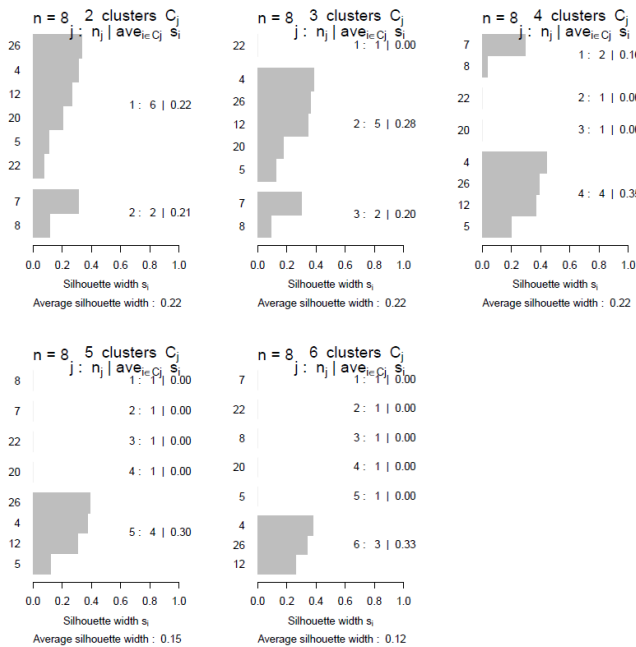 n = 8 2 clusters Cj
j : nj | avei∈Cj si
26
4
12
20
5
22
7
8
1 : 6 | 0.22
2 : 2 | 0.21
0.0 0.2 0.4 0.6 0.8 1.0
Silhouette width si
Average silhouette width : 0.22
n = 8 3 clusters Cj
j : nj | avei∈Cj si
22
4
26
12
20
5
7
8
1 : 1 | 0.00
2 : 5 | 0.28
3 : 2 | 0.20
0.0 0.2 0.4 0.6 0.8 1.0
Silhouette width si
Average silhouette width : 0.22
n = 8 4 clusters Cj
j : nj | avei∈Cj si
7
8
22
20
4
26
12
5
1 : 2 |
2 : 1 | 0.00
3 : 1 | 0.00
4 : 4 |
0.0 0.2 0.4 0.6 0.8 1.0
Silhouette width si
Average silhouette width : 0.22
n = 8 5 clusters Cj
j : nj | avei∈Cj si
8
7
22
20
26
4
12
5
1 : 1 | 0.00
2 : 1 | 0.00
3 : 1 | 0.00
4 : 1 | 0.00
5 : 4 | 0.30
0.0 0.2 0.4 0.6 0.8 1.0
Silhouette width si
Average silhouette width : 0.15
n = 8 6 clusters Cj
j : nj | avei∈Cj si
7
22
8
20
5
4
26
12
1 : 1 | 0.00
2 : 1 | 0.00
3 : 1 | 0.00
4 : 1 | 0.00
5 : 1 | 0.00
6 : 3 | 0.33
0.0 0.2 0.4 0.6 0.8 1.0
Silhouette width si
Average silhouette width : 0.12